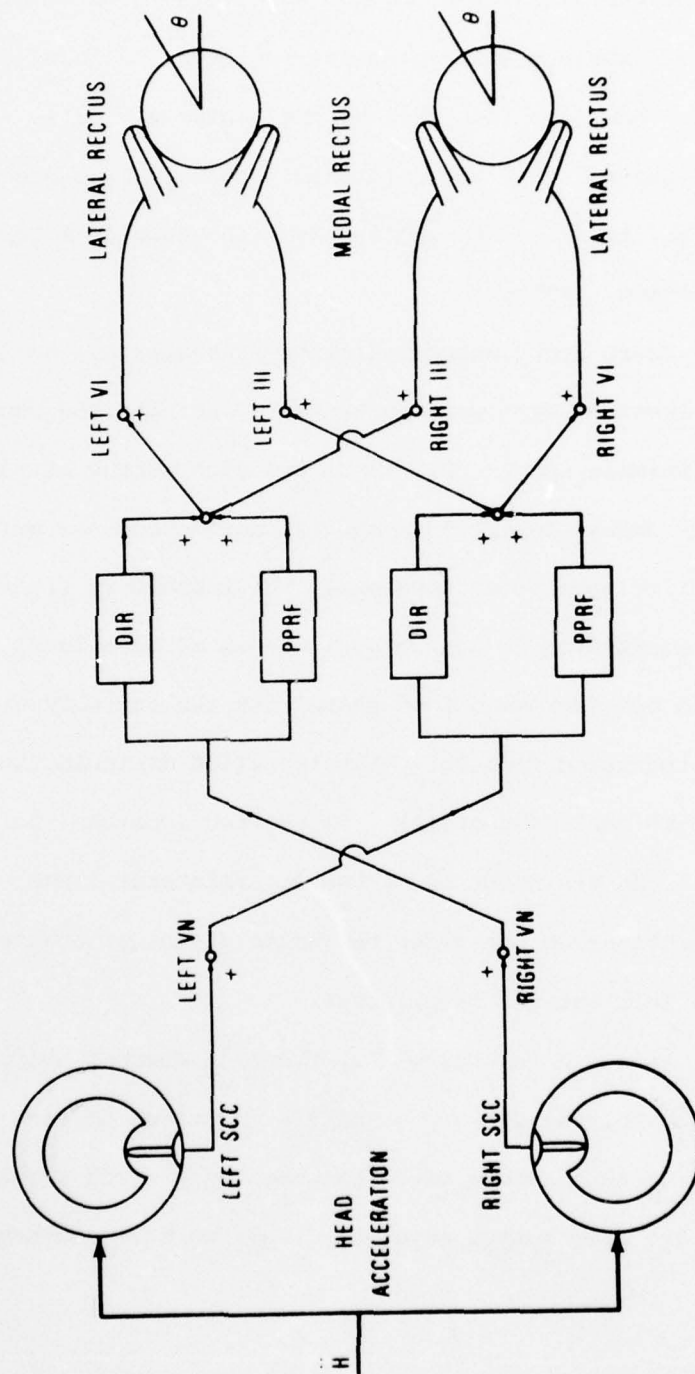 Ḧ
HEAD
ACCELERATION
LEFT SCC
RIGHT SCC
LEFT VN
+
RIGHT VN
+
DIR
PPRF
DIR
PPRF
+
+
+
+
LEFT VI
LEFT III
+
RIGHT III
+
RIGHT VI
+
LATERAL RECTUS
MEDIAL RECTUS
LATERAL RECTUS
θ
θ